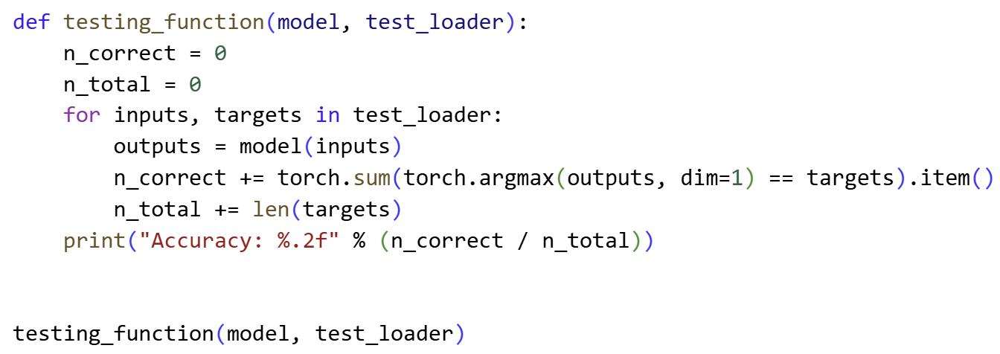 def testing_function(model, test_loader):
    n_correct = 0
    n_total = 0
    for inputs, targets in test_loader:
        outputs = model(inputs)
        n_correct += torch.sum(torch.argmax(outputs, dim=1) == targets).item()
        n_total += len(targets)
    print("Accuracy: %.2f" % (n_correct / n_total))
testing_function(model, test_loader)